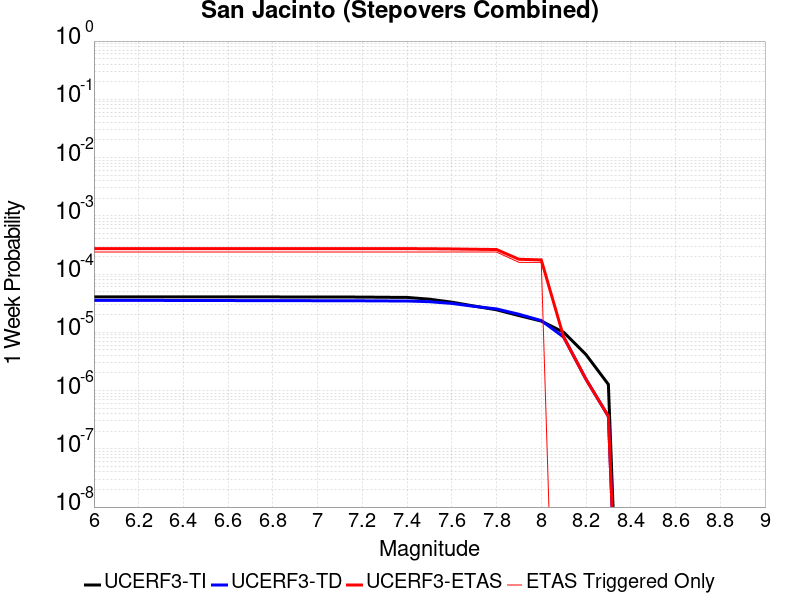 San Jacinto (Stepovers Combined)
1 Week Probability
10^0
10^-1
10^-2
10^-3
10^-4
10^-5
10^-6
10^-7
10^-8
6 6.2 6.4 6.6 6.8 7 7.2 7.4 7.6 7.8 8 8.2 8.4 8.6 8.8 9
Magnitude
UCERF3-TI UCERF3-TD UCERF3-ETAS ETAS Triggered Only